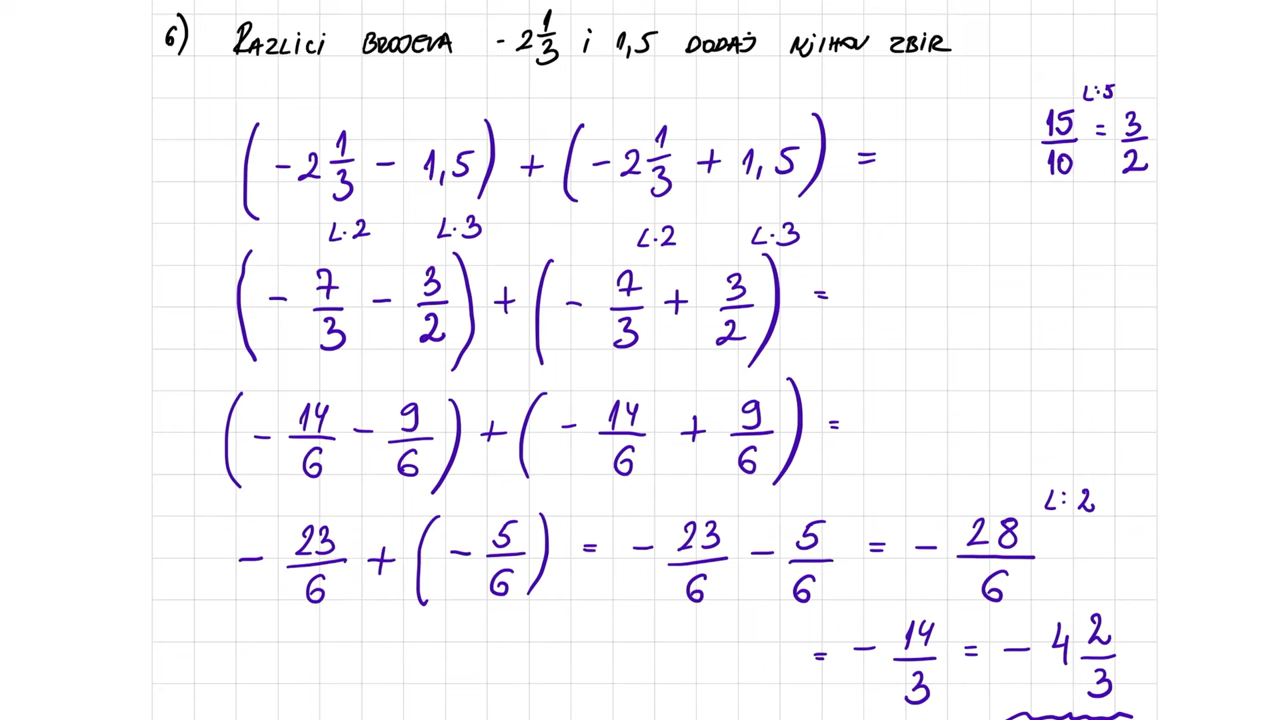 6) RAZLICI BROJEVA -2 1/3 i 1,5 DODAJ NJIHOV ZBIR
L:5
(-2 1/3 - 1,5) + (-2 1/3 + 1,5) =
15/10 = 3/2
L·2 L·3 L·2 L·3
(- 7/3 - 3/2) + (- 7/3 + 3/2) =
(- 14/6 - 9/6) + (- 14/6 + 9/6) =
L:2
- 23/6 + (- 5/6) = - 23/6 - 5/6 = - 28/6
= - 14/3 = - 4 2/3